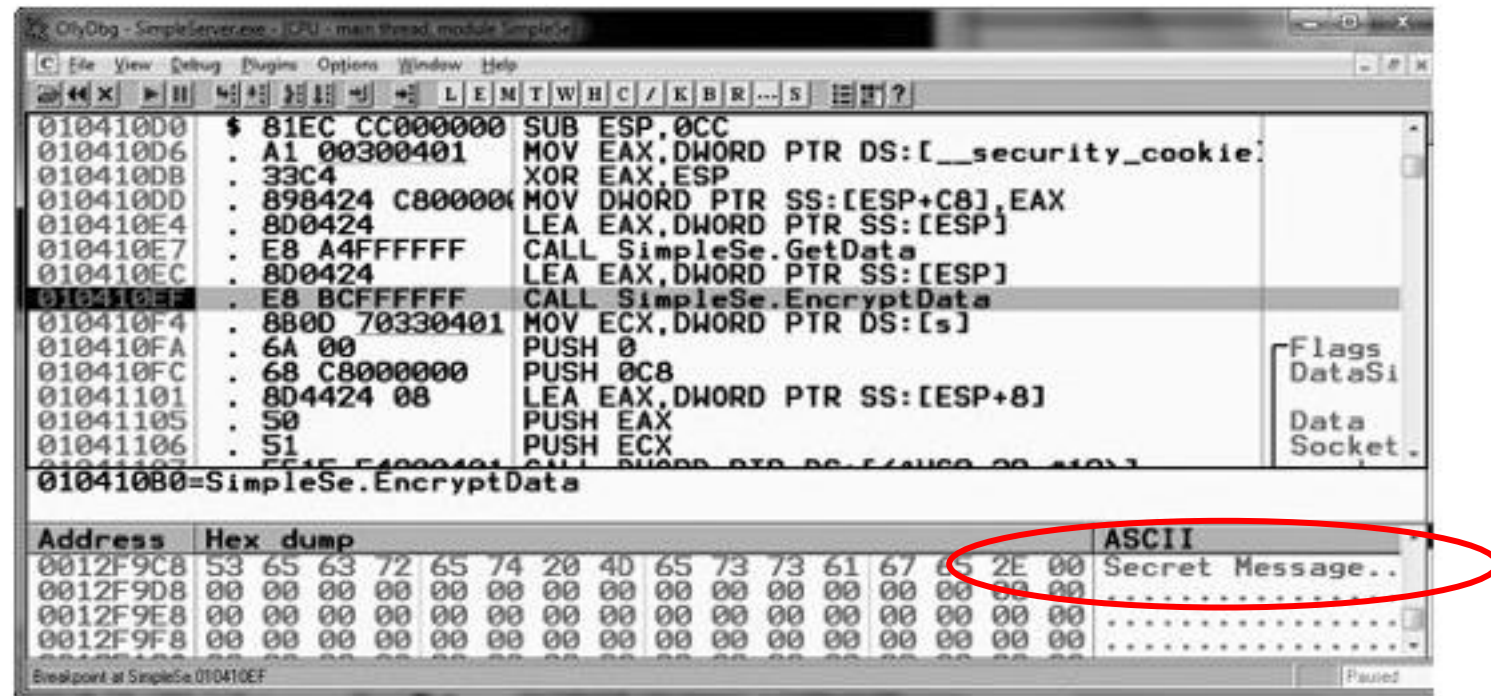 OllyDbg - SimpleServer.exe - [CPU - main thread, module SimpleSe]
C File View Debug Plugins Options Window Help
L E M T W H C / K B R ... S ?
010410D0 $ 81EC CC000000 SUB ESP,0CC
010410D6 . A1 00300401 MOV EAX,DWORD PTR DS:[__security_cookie]
010410DB . 33C4 XOR EAX,ESP
010410DD . 898424 C800000 MOV DWORD PTR SS:[ESP+C8],EAX
010410E4 . 8D0424 LEA EAX,DWORD PTR SS:[ESP]
010410E7 . E8 A4FFFFFF CALL SimpleSe.GetData
010410EC . 8D0424 LEA EAX,DWORD PTR SS:[ESP]
010410EF . E8 BCFFFFFF CALL SimpleSe.EncryptData
010410F4 . 8B0D 70330401 MOV ECX,DWORD PTR DS:[s]
010410FA . 6A 00 PUSH 0 Flags
010410FC . 68 C8000000 PUSH 0C8 DataSi
01041101 . 8D4424 08 LEA EAX,DWORD PTR SS:[ESP+8]
01041105 . 50 PUSH EAX Data
01041106 . 51 PUSH ECX Socket
010410B0=SimpleSe.EncryptData
Address Hex dump ASCII
0012F9C8 53 65 63 72 65 74 20 4D 65 73 73 61 67 65 2E 00 Secret Message..
0012F9D8 00 00 00 00 00 00 00 00 00 00 00 00 00 00 00 00 ................
0012F9E8 00 00 00 00 00 00 00 00 00 00 00 00 00 00 00 00 ................
0012F9F8 00 00 00 00 00 00 00 00 00 00 00 00 00 00 00 00 ................
Breakpoint at SimpleSe.010410EF Paused